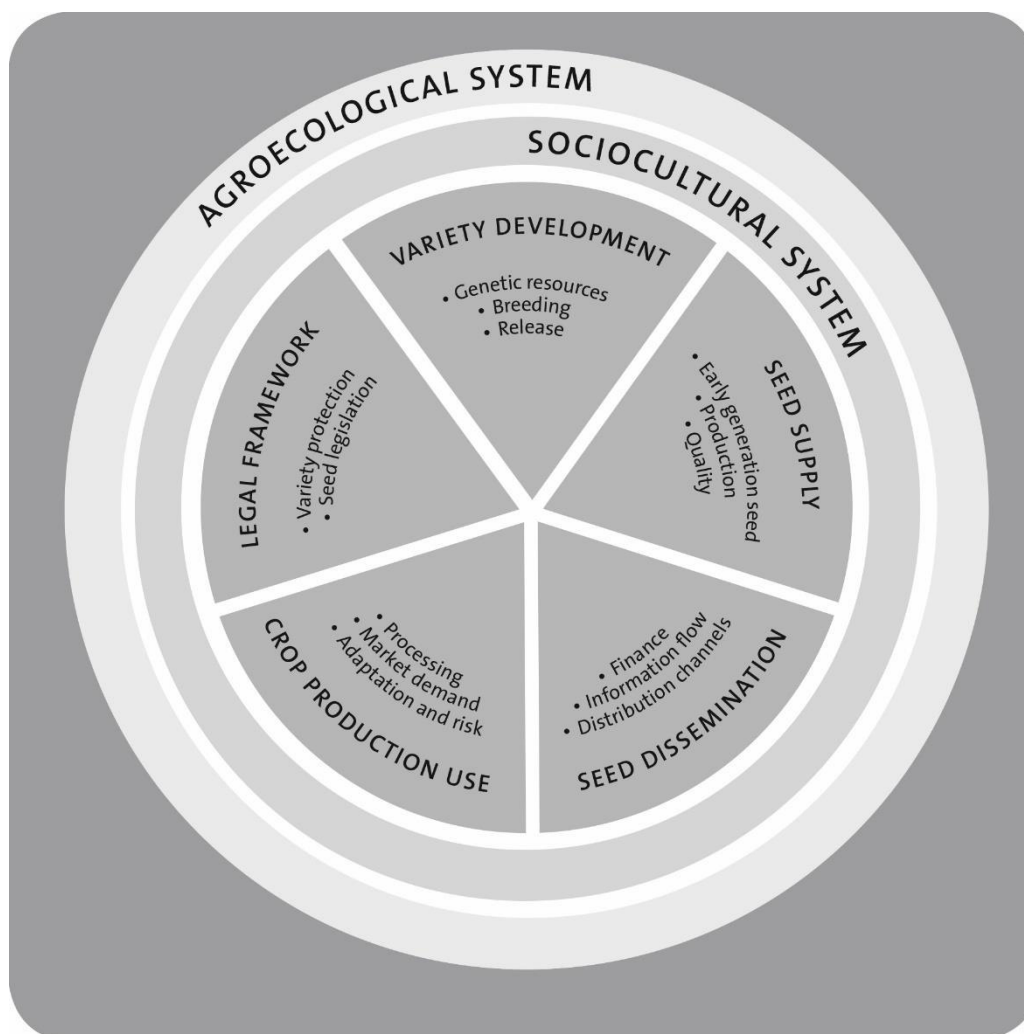 AGROECOLOGICAL SYSTEM
SOCIOCULTURAL SYSTEM
VARIETY DEVELOPMENT
• Genetic resources
• Breeding
• Release
SEED SUPPLY
• Early generation seed
• Production
• Quality
SEED DISSEMINATION
• Finance
• Information flow
• Distribution channels
CROP PRODUCTION USE
• Processing
• Market demand
• Adaptation and risk
LEGAL FRAMEWORK
• Variety protection
• Seed legislation